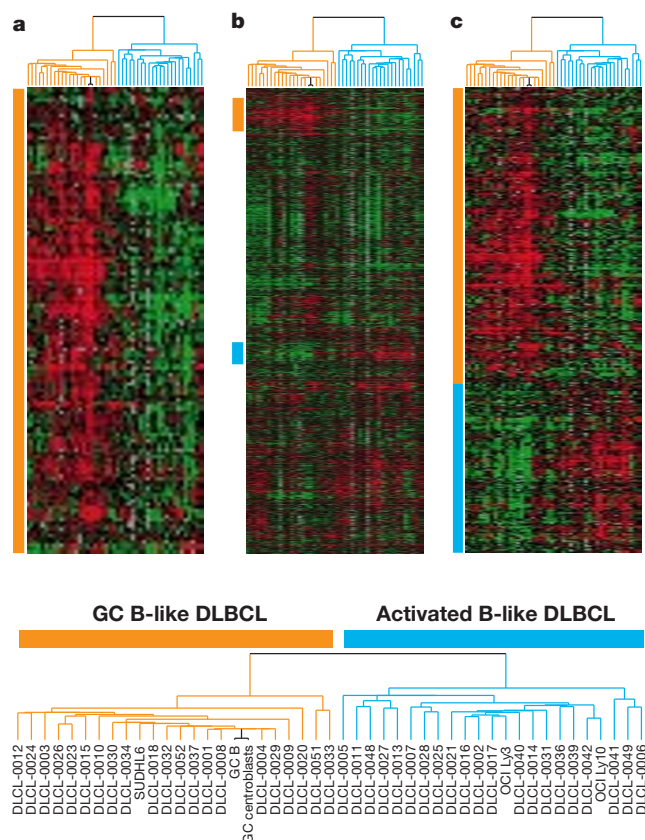 a
b
c
GC B-like DLBCL
Activated B-like DLBCL
DLCL-0012
DLCL-0024
DLCL-0003
DLCL-0026
DLCL-0023
DLCL-0015
DLCL-0010
DLCL-0030
DLCL-0034
SUDHL6
DLCL-0018
DLCL-0032
DLCL-0052
DLCL-0037
DLCL-0001
DLCL-0008
GC B
GC centroblasts
DLCL-0004
DLCL-0029
DLCL-0009
DLCL-0020
DLCL-0051
DLCL-0033
DLCL-0005
DLCL-0011
DLCL-0048
DLCL-0027
DLCL-0013
DLCL-0007
DLCL-0028
DLCL-0025
DLCL-0021
DLCL-0016
DLCL-0002
DLCL-0017
OCI Ly3
DLCL-0040
DLCL-0014
DLCL-0031
DLCL-0036
DLCL-0039
DLCL-0042
OCI Ly10
DLCL-0041
DLCL-0049
DLCL-0006